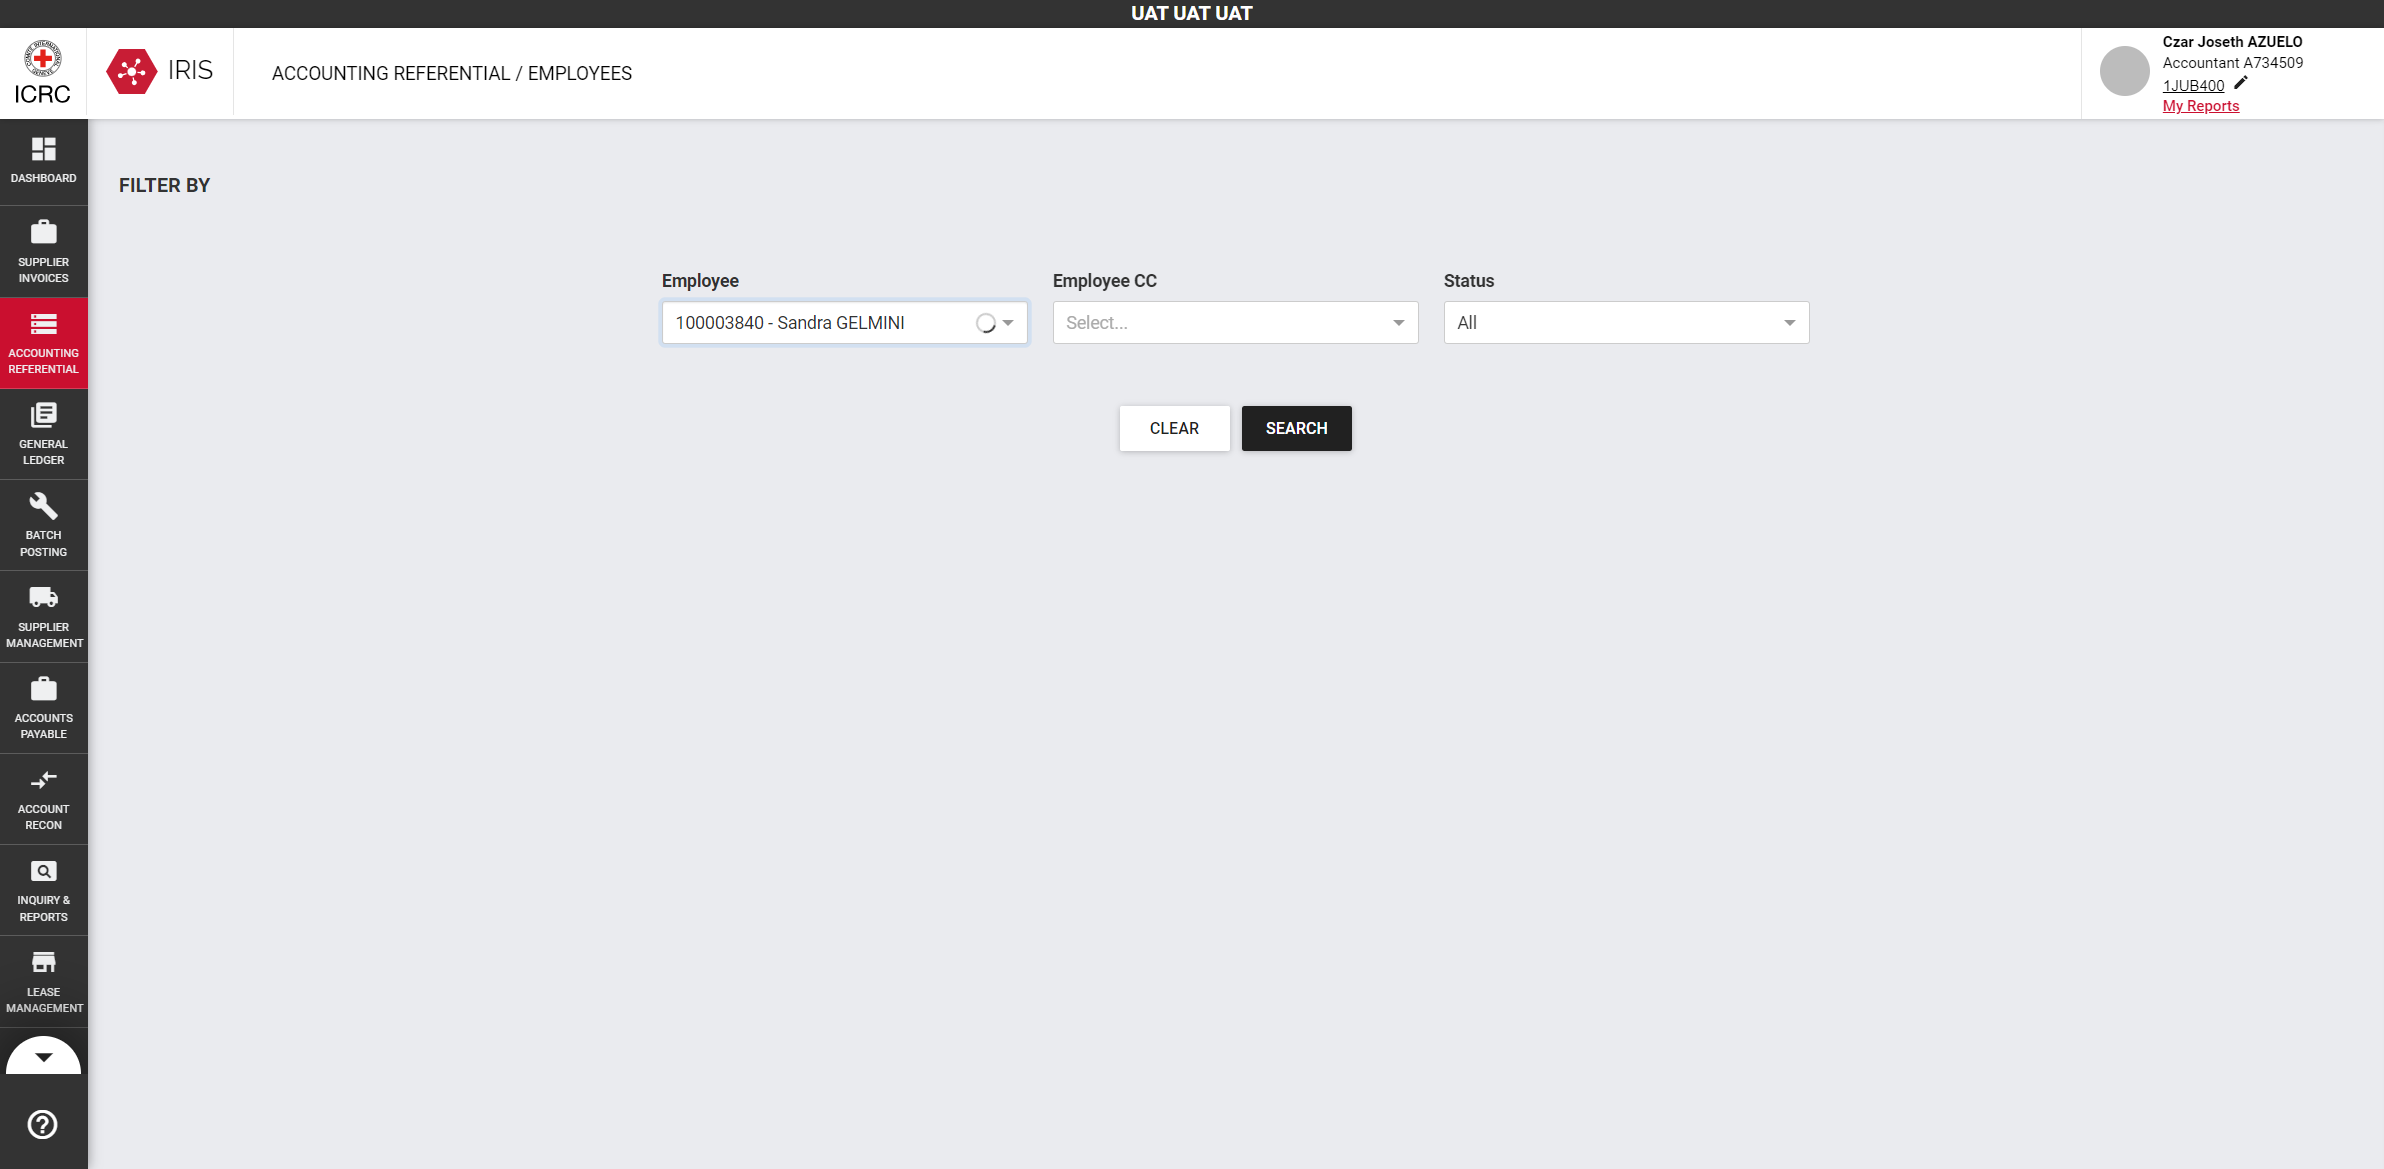 UAT UAT UAT
ICRC
IRIS
ACCOUNTING REFERENTIAL / EMPLOYEES
Czar Joseth AZUELO
Accountant A734509
1JUB400
My Reports
DASHBOARD
SUPPLIER
INVOICES
ACCOUNTING
REFERENTIAL
GENERAL
LEDGER
BATCH
POSTING
SUPPLIER
MANAGEMENT
ACCOUNTS
PAYABLE
ACCOUNT
RECON
INQUIRY &
REPORTS
LEASE
MANAGEMENT
FILTER BY
Employee
100003840 - Sandra GELMINI
Employee CC
Select...
Status
All
CLEAR
SEARCH